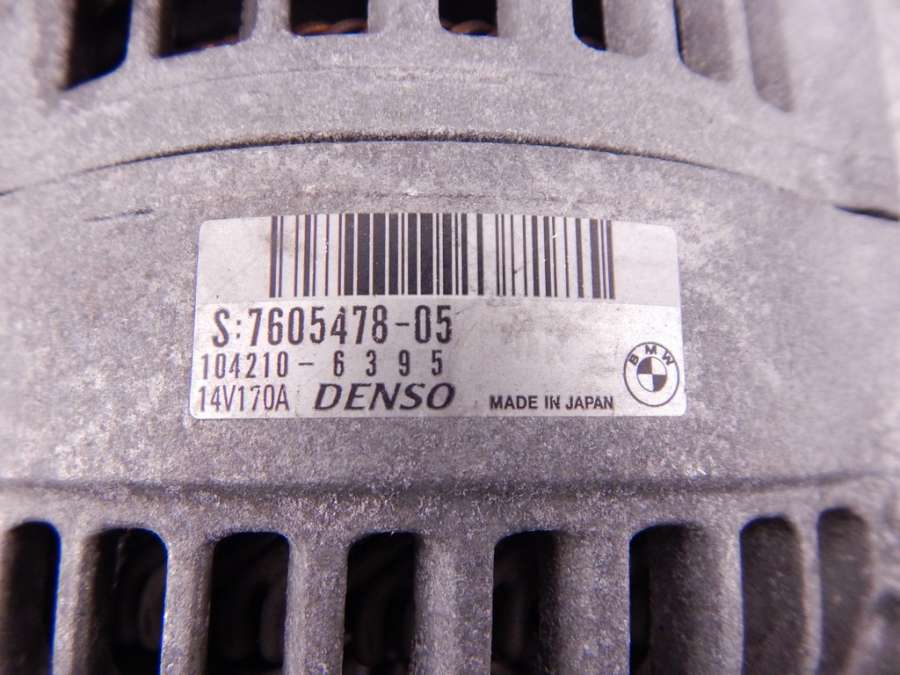 S:7605478-05
104210-6395
14V170A DENSO MADE IN JAPAN
BMW